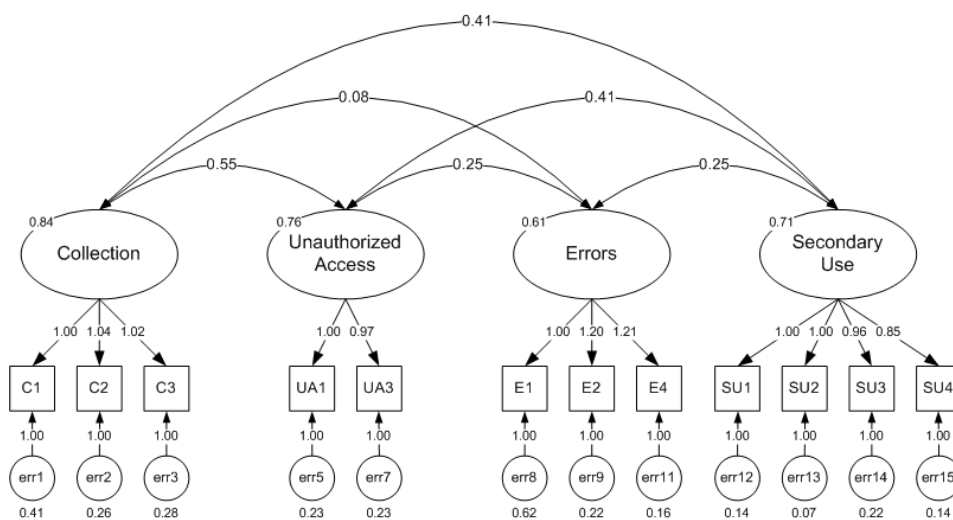 0.41
0.08
0.41
0.55
0.25
0.25
0.84
0.76
0.61
0.71
Collection
Unauthorized
Access
Errors
Secondary
Use
1.00 1.04 1.02
1.00 0.97
1.00 1.20 1.21
1.00 1.00 0.96 0.85
C1 C2 C3 UA1 UA3 E1 E2 E4 SU1 SU2 SU3 SU4
1.00 1.00 1.00 1.00 1.00 1.00 1.00 1.00 1.00 1.00 1.00 1.00
err1 err2 err3 err5 err7 err8 err9 err11 err12 err13 err14 err15
0.41 0.26 0.28 0.23 0.23 0.62 0.22 0.16 0.14 0.07 0.22 0.14